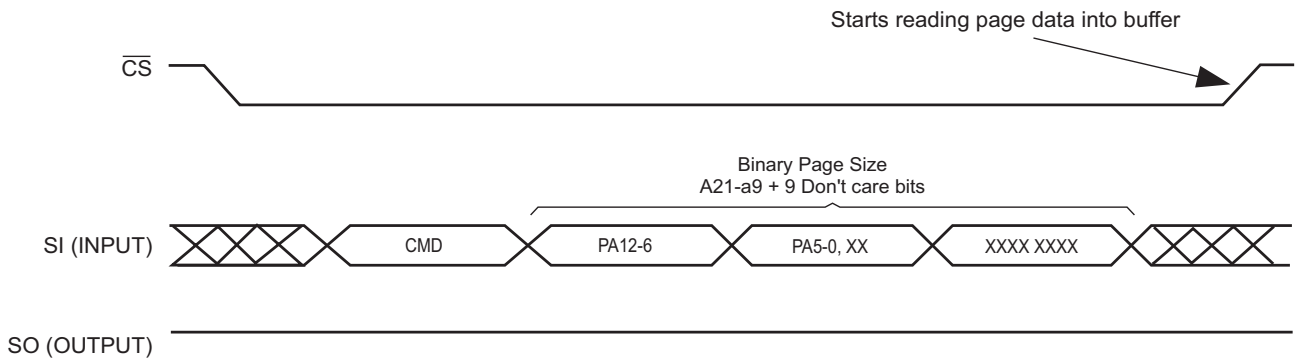 Starts reading page data into buffer
CS
Binary Page Size
A21-a9 + 9 Don't care bits
SI (INPUT)
CMD
PA12-6
PA5-0, XX
XXXX XXXX
SO (OUTPUT)